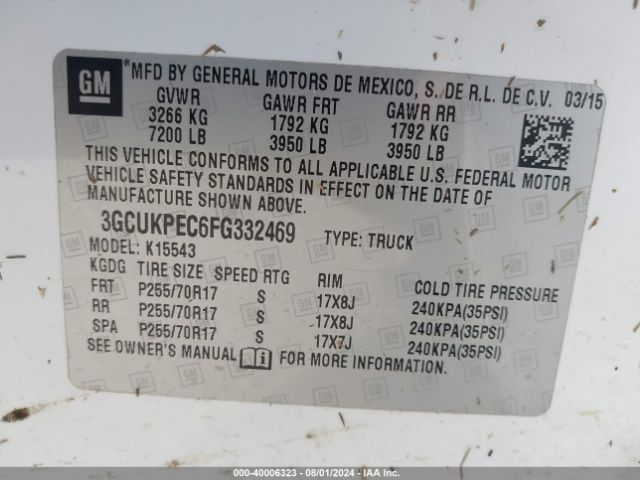 GM *MFD BY GENERAL MOTORS DE MEXICO, S. DE R.L. DE C.V. 03/15
GVWR GAWR FRT GAWR RR
3266 KG 1792 KG 1792 KG
7200 LB 3950 LB 3950 LB
THIS VEHICLE CONFORMS TO ALL APPLICABLE U.S. FEDERAL MOTOR
VEHICLE SAFETY STANDARDS IN EFFECT ON THE DATE OF
MANUFACTURE SHOWN ABOVE.
3GCUKPEC6FG332469 TYPE: TRUCK
MODEL: K15543
KGDG TIRE SIZE SPEED RTG RIM COLD TIRE PRESSURE
FRT P255/70R17 S 17X8J 240KPA(35PSI)
RR P255/70R17 S 17X8J 240KPA(35PSI)
SPA P255/70R17 S 17X7J 240KPA(35PSI)
SEE OWNER'S MANUAL i FOR MORE INFORMATION.
000-40006323 - 08/01/2024 - IAA Inc.